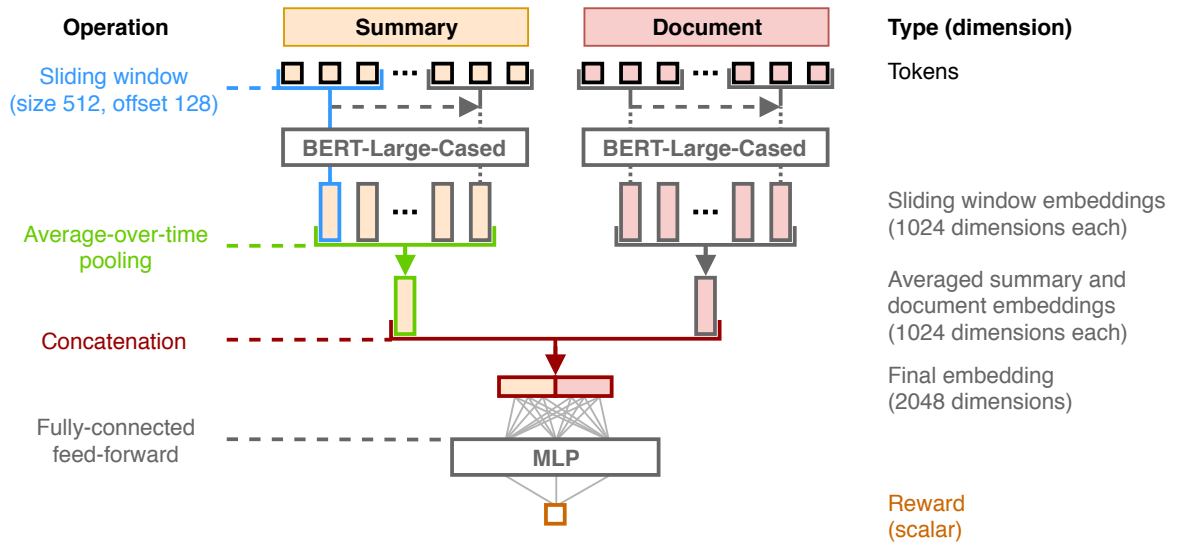 Operation
Summary
Document
Type (dimension)
Sliding window
(size 512, offset 128)
Tokens
BERT-Large-Cased
BERT-Large-Cased
Sliding window embeddings
(1024 dimensions each)
Average-over-time
pooling
Averaged summary and
document embeddings
(1024 dimensions each)
Concatenation
Final embedding
(2048 dimensions)
Fully-connected
feed-forward
MLP
Reward
(scalar)